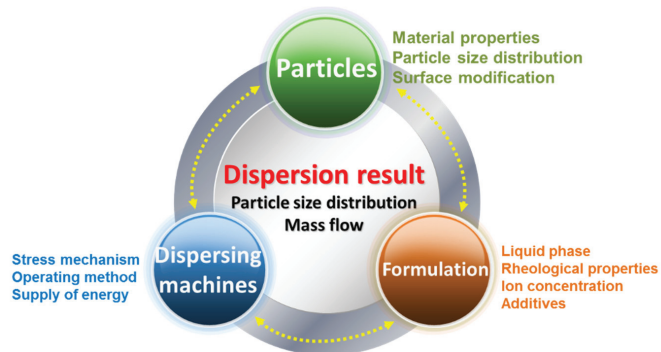 Particles
Material properties
Particle size distribution
Surface modification
Dispersion result
Particle size distribution
Mass flow
Dispersing
machines
Stress mechanism
Operating method
Supply of energy
Formulation
Liquid phase
Rheological properties
Ion concentration
Additives